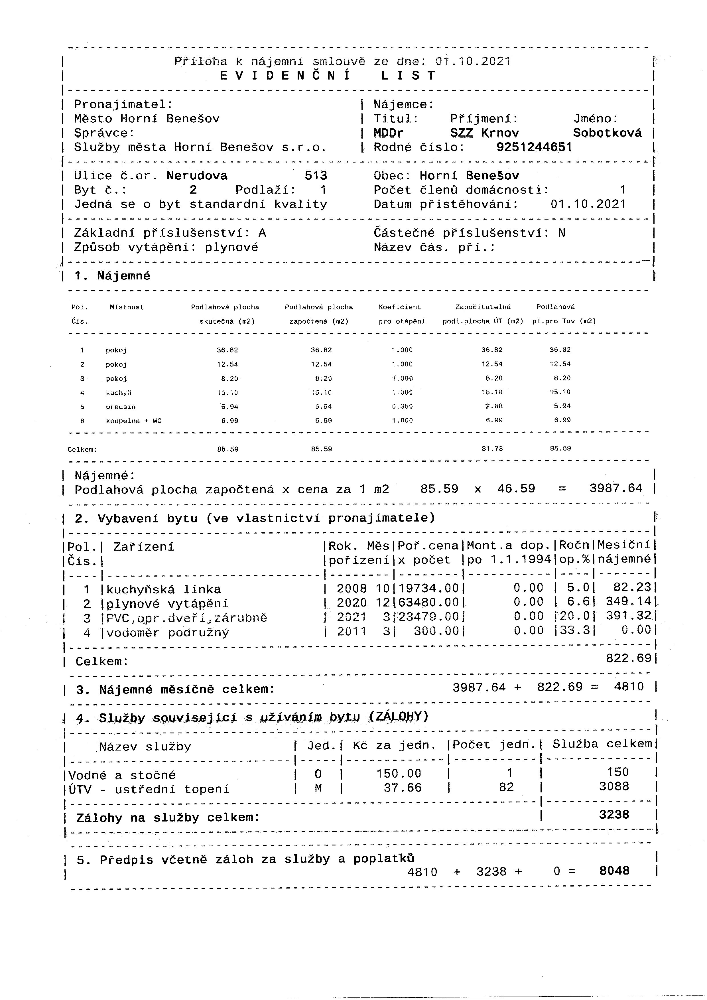 Příloha k nájemní smlouvě ze dne: 01.10.2021
E V I D E N Č N Í   L I S T
Pronajímatel: | Nájemce:
Město Horní Benešov | Titul: Příjmení: Jméno:
Správce: | MDDr SZZ Krnov Sobotková
Služby města Horní Benešov s.r.o. | Rodné číslo: 9251244651
Ulice č.or. Nerudova 513 Obec: Horní Benešov
Byt č.: 2 Podlaží: 1 Počet členů domácnosti: 1
Jedná se o byt standardní kvality Datum přistěhování: 01.10.2021
Základní příslušenství: A Částečné příslušenství: N
Způsob vytápění: plynové Název čás. pří.:
1. Nájemné
Pol. Místnost Podlahová plocha Podlahová plocha Koeficient Započitatelná Podlahová
Čís. skutečná (m2) započtená (m2) pro otápění podl.plocha ÚT (m2) pl.pro Tuv (m2)
1 pokoj 36.82 36.82 1.000 36.82 36.82
2 pokoj 12.54 12.54 1.000 12.54 12.54
3 pokoj 8.20 8.20 1.000 8.20 8.20
4 kuchyň 15.10 15.10 1.000 15.10 15.10
5 předsíň 5.94 5.94 0.350 2.08 5.94
6 koupelna + WC 6.99 6.99 1.000 6.99 6.99
Celkem: 85.59 85.59 81.73 85.59
Nájemné:
Podlahová plocha započtená x cena za 1 m2 85.59 x 46.59 = 3987.64
2. Vybavení bytu (ve vlastnictví pronajímatele)
|Pol.| Zařízení |Rok. Měs|Poř.cena|Mont.a dop.|Ročn|Mesiční|
|Čís.| |pořízení|x počet |po 1.1.1994|op.%|nájemné|
| 1 |kuchyňská linka | 2008 10|19734.00| 0.00 | 5.0| 82.23|
| 2 |plynové vytápění | 2020 12|63480.00| 0.00 | 6.6| 349.14|
| 3 |PVC,opr.dveří,zárubně | 2021 3|23479.00| 0.00 |20.0| 391.32|
| 4 |vodoměr podružný | 2011 3| 300.00| 0.00 |33.3| 0.00|
| Celkem: 822.69|
3. Nájemné měsíčně celkem: 3987.64 + 822.69 = 4810
4. Služby související s užíváním bytu (ZÁLOHY)
| Název služby | Jed.| Kč za jedn. |Počet jedn.| Služba celkem|
|Vodné a stočné | O | 150.00 | 1 | 150 |
|ÚTV - ustřední topení | M | 37.66 | 82 | 3088 |
| Zálohy na služby celkem: | 3238 |
5. Předpis včetně záloh za služby a poplatků
4810 + 3238 + 0 = 8048